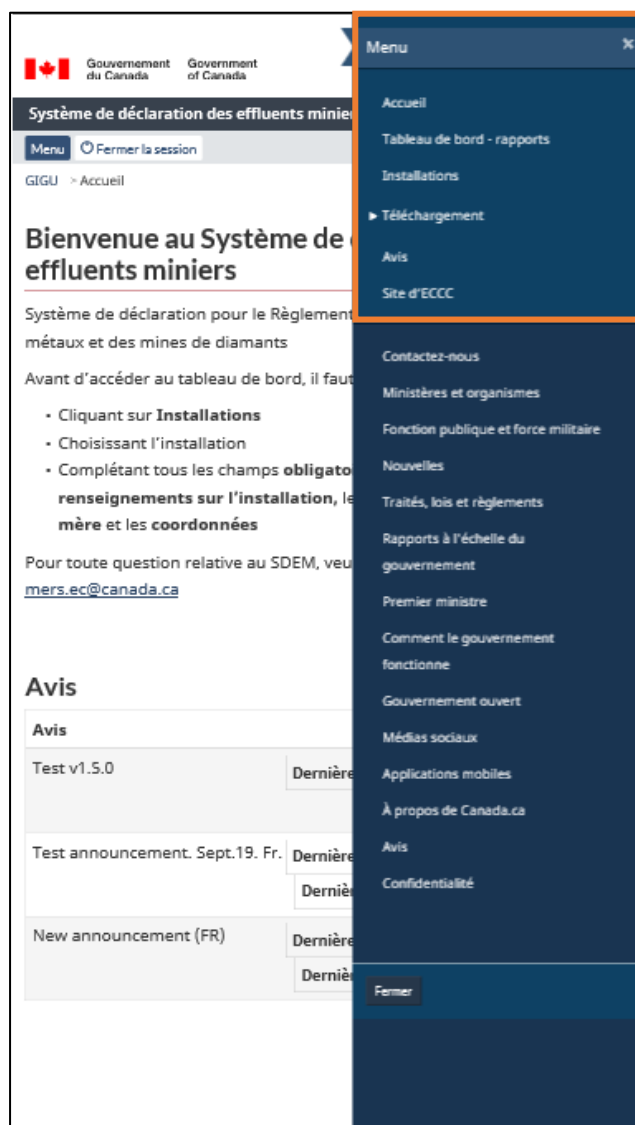 Gouvernement du Canada
Government of Canada
Système de déclaration des effluents minie
Menu
Fermer la session
GIGU > Accueil
Bienvenue au Système de
effluents miniers
Système de déclaration pour le Règlement
métaux et des mines de diamants
Avant d'accéder au tableau de bord, il faut
• Cliquant sur Installations
• Choisissant l'installation
• Complétant tous les champs obligato
renseignements sur l'installation, le
mère et les coordonnées
Pour toute question relative au SDEM, veu
mers.ec@canada.ca
Avis
Avis
Test v1.5.0
Dernière
Test announcement. Sept.19. Fr.
Dernière
Derniè
New announcement (FR)
Dernière
Derniè
Menu ×
Accueil
Tableau de bord - rapports
Installations
▸ Téléchargement
Avis
Site d'ECCC
Contactez-nous
Ministères et organismes
Fonction publique et force militaire
Nouvelles
Traités, lois et règlements
Rapports à l'échelle du
gouvernement
Premier ministre
Comment le gouvernement
fonctionne
Gouvernement ouvert
Médias sociaux
Applications mobiles
À propos de Canada.ca
Avis
Confidentialité
Fermer